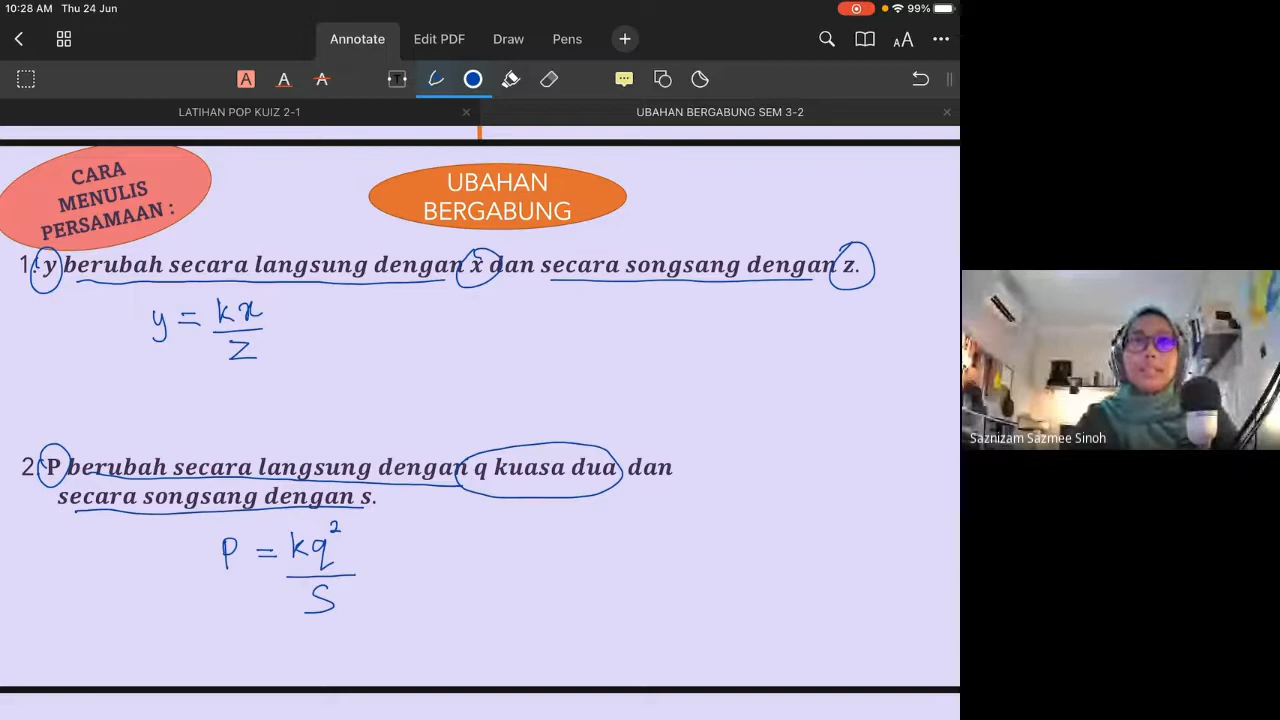 10:28 AM Thu 24 Jun
99%
Annotate Edit PDF Draw Pens
AA
A A A T
LATIHAN POP KUIZ 2-1
UBAHAN BERGABUNG SEM 3-2
CARA
MENULIS
PERSAMAAN :
UBAHAN
BERGABUNG
1. y berubah secara langsung dengan x dan secara songsang dengan z.
y = kx
z
2. P berubah secara langsung dengan q kuasa dua dan
secara songsang dengan s.
P = kq²
S
Saznizam Sazmee Sinoh